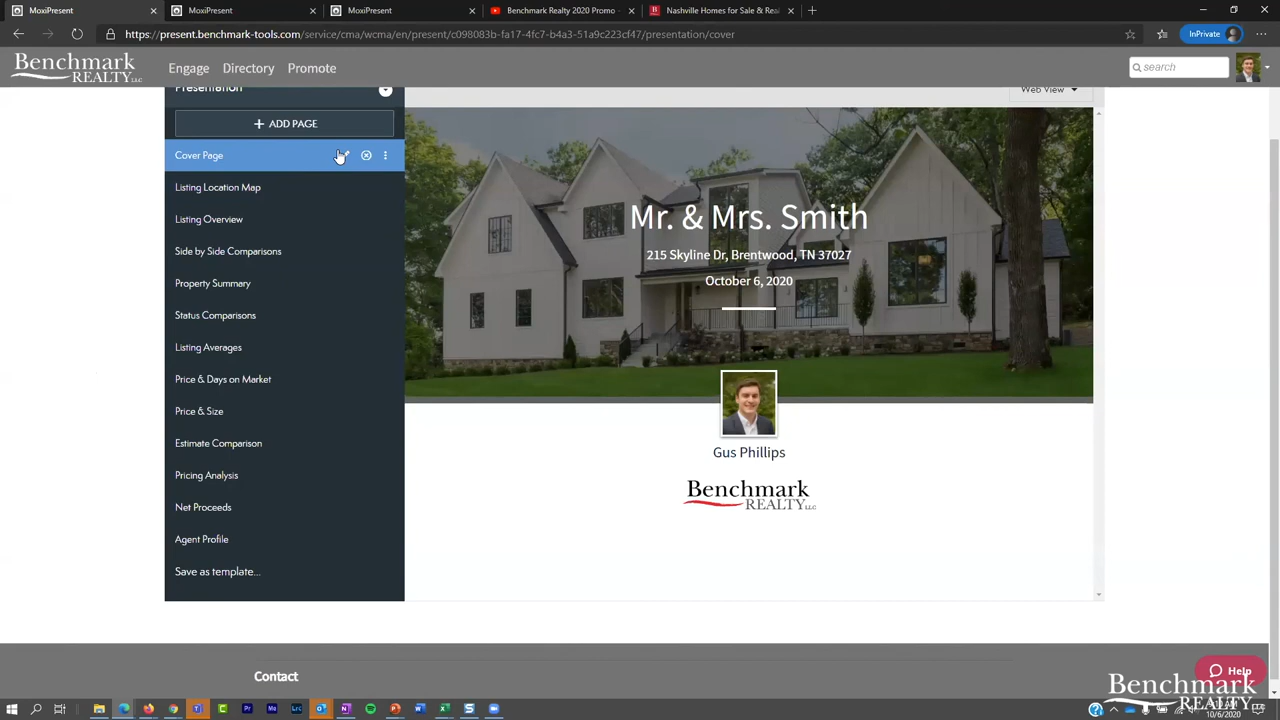 MoxiPresent
MoxiPresent
MoxiPresent
Benchmark Realty 2020 Promo -
Nashville Homes for Sale & Real
https://present.benchmark-tools.com/service/cma/wcma/en/present/c098083b-fa17-4fc7-b4a3-51a9c223cf47/presentation/cover
InPrivate
Benchmark
REALTY LLC
Engage
Directory
Promote
search
Presentation
Web View
+ ADD PAGE
Cover Page
Listing Location Map
Listing Overview
Side by Side Comparisons
Property Summary
Status Comparisons
Listing Averages
Price & Days on Market
Price & Size
Estimate Comparison
Pricing Analysis
Net Proceeds
Agent Profile
Save as template...
Mr. & Mrs. Smith
215 Skyline Dr, Brentwood, TN 37027
October 6, 2020
Gus Phillips
Benchmark
REALTY LLC
Contact
Help
Benchmark
REALTY LLC
10/6/2020